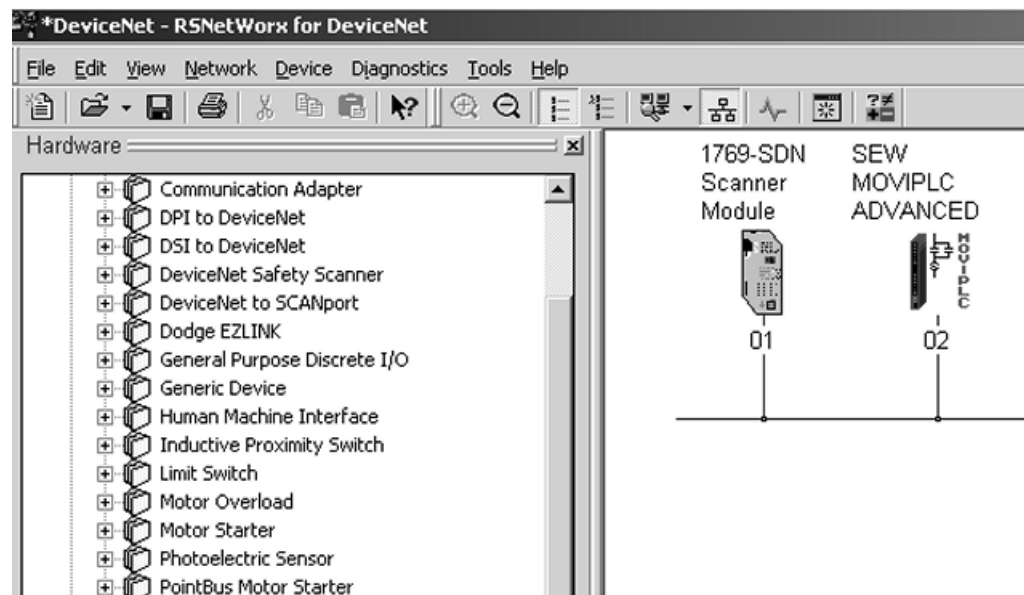 *DeviceNet - RSNetWorx for DeviceNet
File Edit View Network Device Diagnostics Tools Help
Hardware
Communication Adapter
DPI to DeviceNet
DSI to DeviceNet
DeviceNet Safety Scanner
DeviceNet to SCANport
Dodge EZLINK
General Purpose Discrete I/O
Generic Device
Human Machine Interface
Inductive Proximity Switch
Limit Switch
Motor Overload
Motor Starter
Photoelectric Sensor
PointBus Motor Starter
1769-SDN
Scanner
Module
01
SEW
MOVIPLC
ADVANCED
MOVIPLC
02